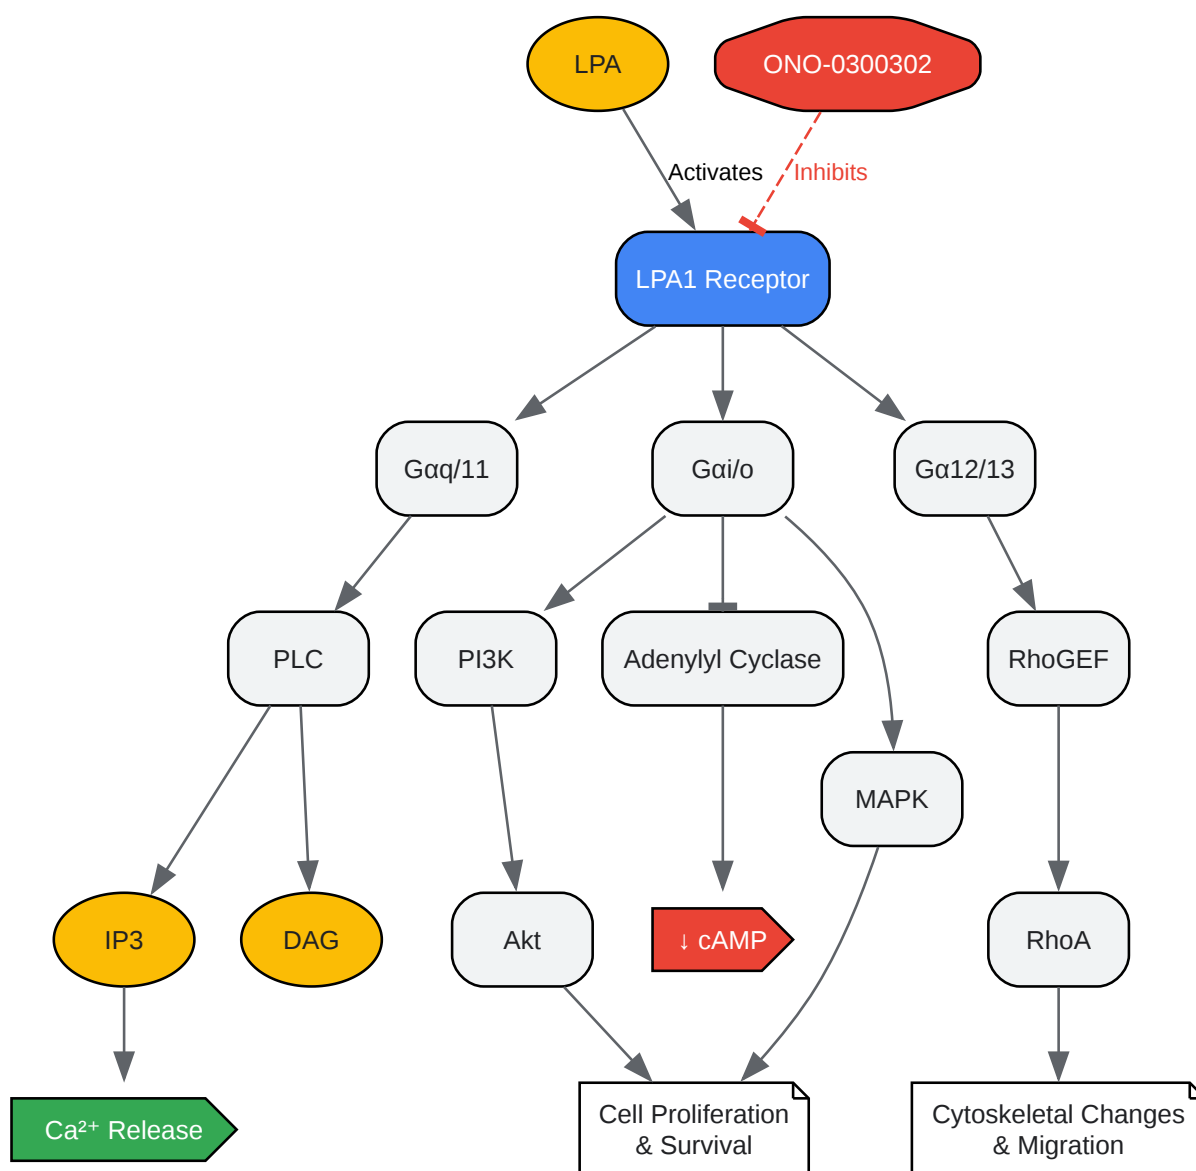 LPA
ONO-0300302
Activates
Inhibits
LPA1 Receptor
Gαq/11
Gαi/o
Gα12/13
PLC
PI3K
Adenylyl Cyclase
RhoGEF
MAPK
IP3
DAG
Akt
↓ cAMP
RhoA
Ca²⁺ Release
Cell Proliferation
& Survival
Cytoskeletal Changes
& Migration